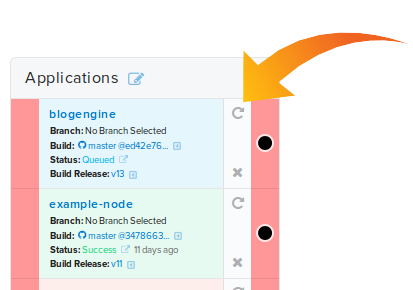 Applications
blogengine
Branch: No Branch Selected
Build: master @ed42e76...
Status: Queued
Build Release: v13
example-node
Branch: No Branch Selected
Build: master @3478663...
Status: Success 11 days ago
Build Release: v11